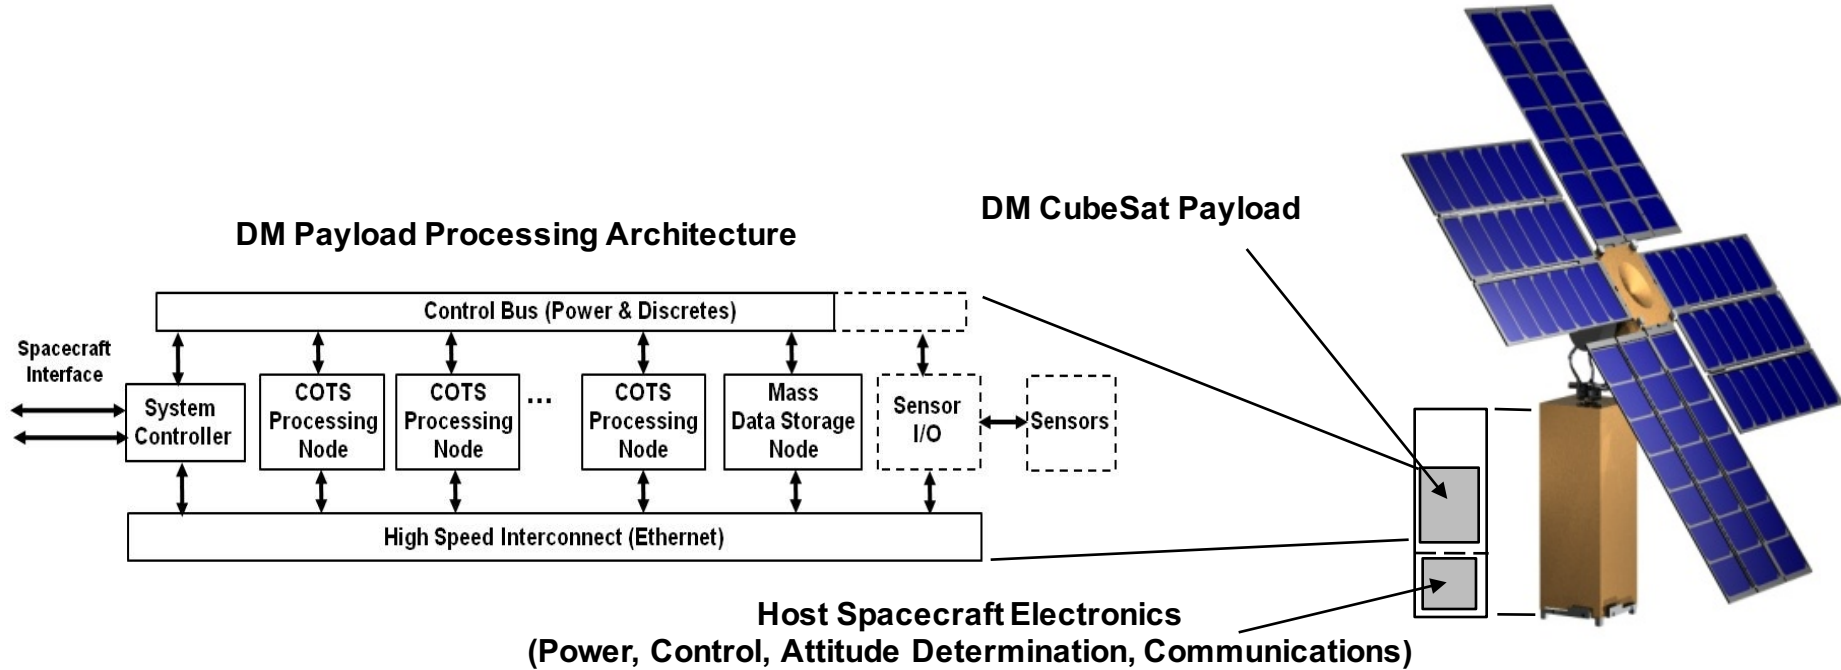 DM CubeSat Payload
DM Payload Processing Architecture
Control Bus (Power & Discretes)
Spacecraft
Interface
System
Controller
COTS
Processing
Node
COTS
Processing
Node
...
COTS
Processing
Node
Mass
Data Storage
Node
Sensor
I/O
Sensors
High Speed Interconnect (Ethernet)
Host Spacecraft Electronics
(Power, Control, Attitude Determination, Communications)